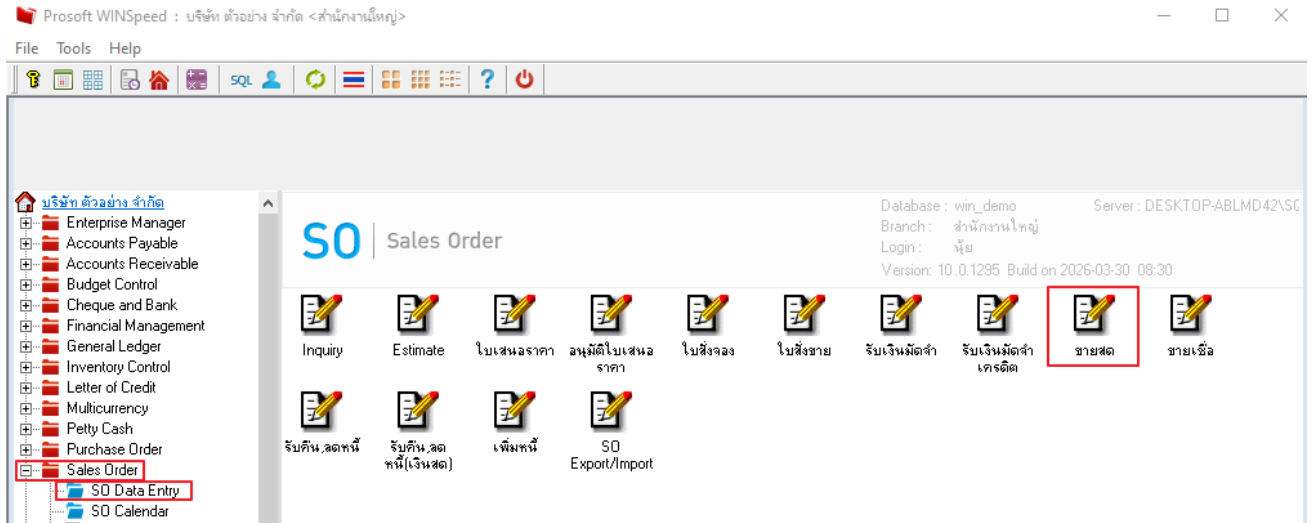 Prosoft WINSpeed : บริษัท ตัวอย่าง จำกัด <สำนักงานใหญ่>
File Tools Help
SQL ?
บริษัท ตัวอย่าง จำกัด
Enterprise Manager
Accounts Payable
Accounts Receivable
Budget Control
Cheque and Bank
Financial Management
General Ledger
Inventory Control
Letter of Credit
Multicurrency
Petty Cash
Purchase Order
Sales Order
SO Data Entry
SO Calendar
SO Sales Order
Database : win_demo Server : DESKTOP-ABLMD42\SQ
Branch : สำนักงานใหญ่
Login : นุ้ย
Version: 10.0.1295 Build on 2026-03-30 08:30
Inquiry Estimate ใบเสนอราคา อนุมัติใบเสนอ ใบสั่งจอง ใบสั่งขาย รับเงินมัดจำ รับเงินมัดจำ ขายสด ขายเชื่อ
ราคา เครดิต
รับคืน,ลดหนี้ รับคืน,ลด เพิ่มหนี้ SO
หนี้(เงินสด) Export/Import